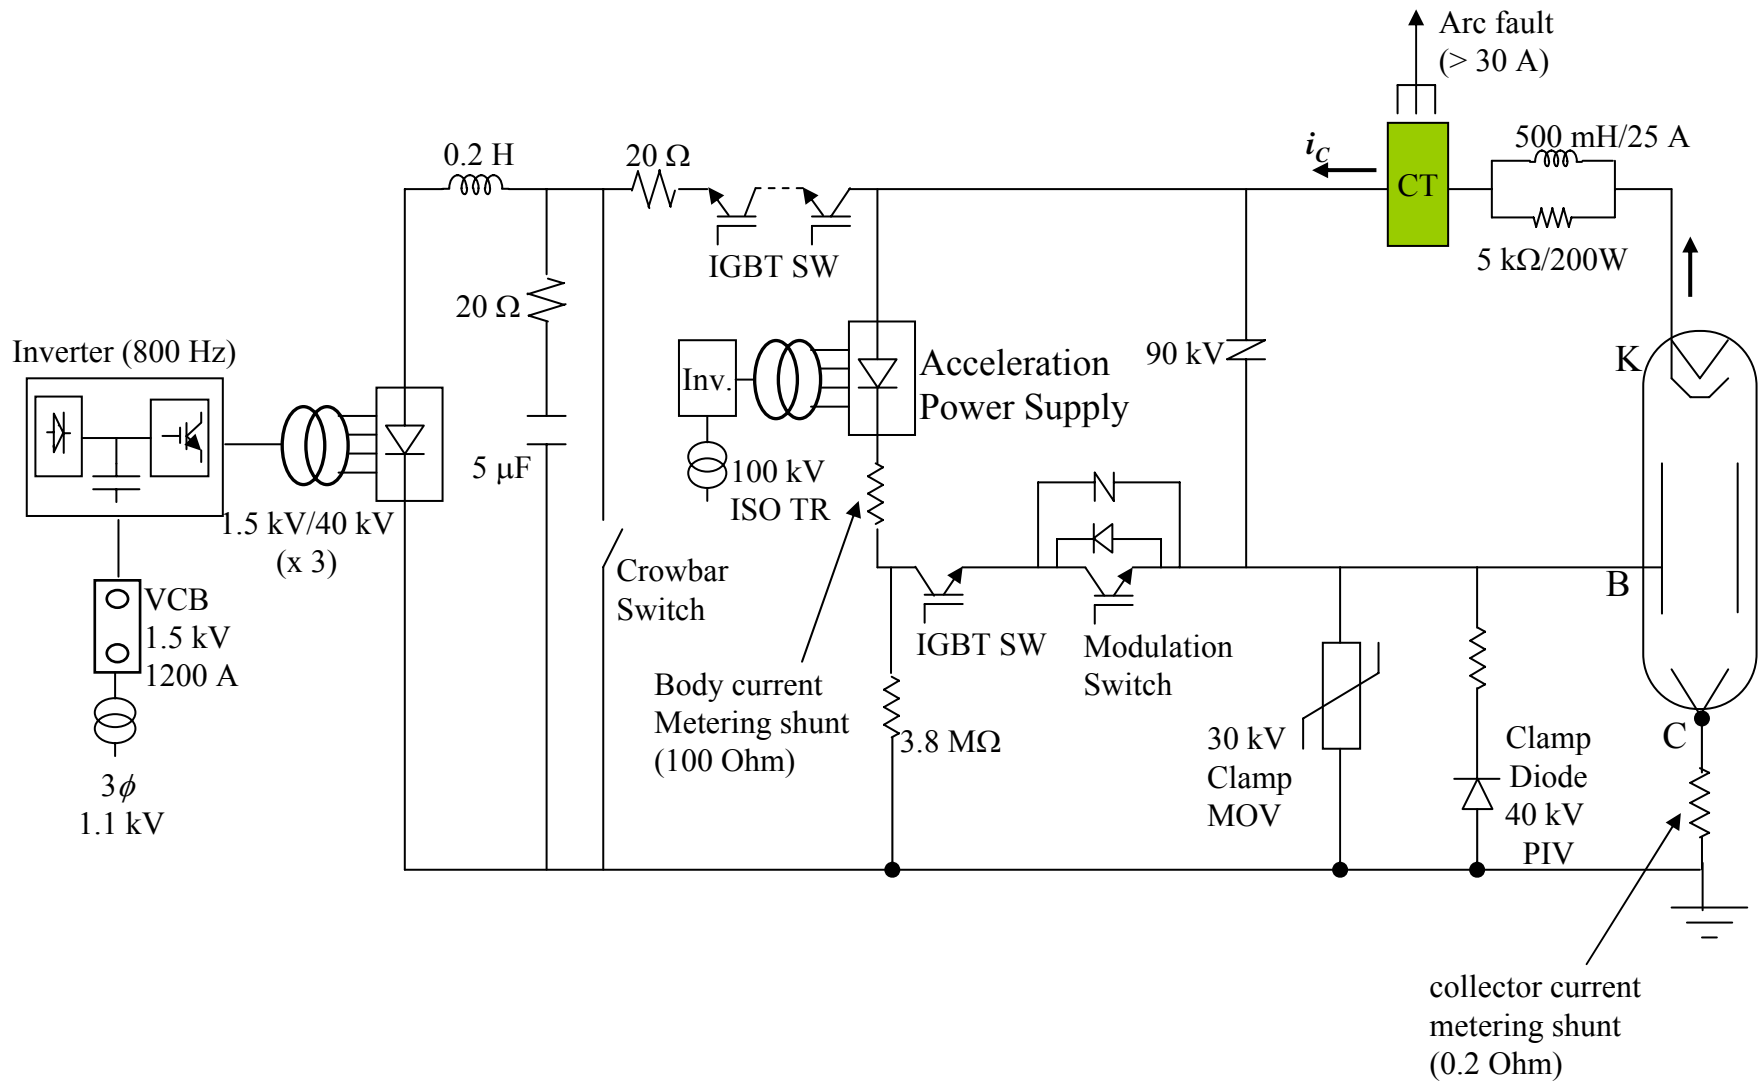 Arc fault
(> 30 A)
0.2 H
20 Ω
i_C
CT
500 mH/25 A
5 kΩ/200W
IGBT SW
20 Ω
Inverter (800 Hz)
Inv.
Acceleration
Power Supply
90 kV
K
5 μF
100 kV
ISO TR
1.5 kV/40 kV
(x 3)
Crowbar
Switch
IGBT SW
Modulation
Switch
B
VCB
1.5 kV
1200 A
Body current
Metering shunt
(100 Ohm)
3.8 MΩ
30 kV
Clamp
MOV
Clamp
Diode
40 kV
PIV
C
3ϕ
1.1 kV
collector current
metering shunt
(0.2 Ohm)